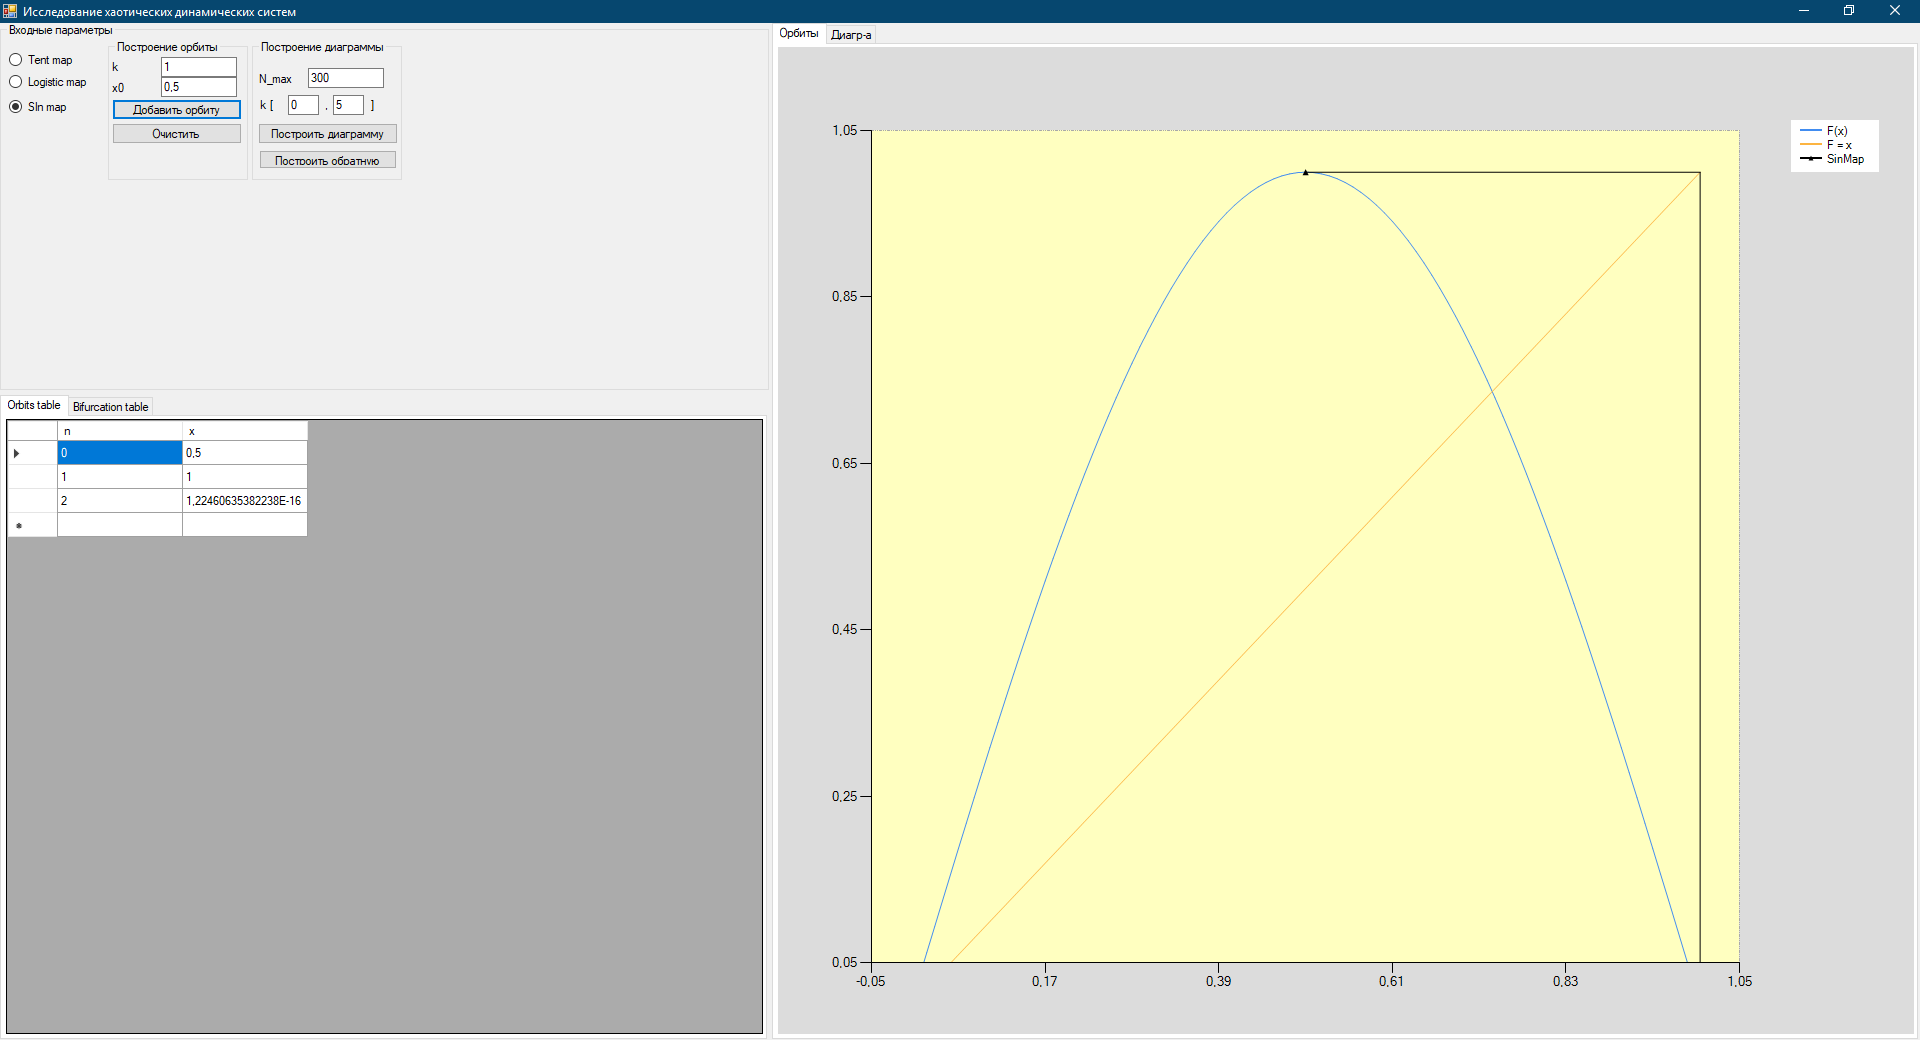 Исследование хаотических динамических систем
Входные параметры
Tent map
Logistic map
SIn map
Построение орбиты
k 1
x0 0,5
Добавить орбиту
Очистить
Построение диаграммы
N_max 300
k [ 0 , 5 ]
Построить диаграмму
Построить обратную
Orbits table Bifurcation table
n x
0 0,5
1 1
2 1,22460635382238E-16
Орбиты Диагр-а
1,05
0,85
0,65
0,45
0,25
0,05
-0,05 0,17 0,39 0,61 0,83 1,05
F(x)
F = x
SinMap